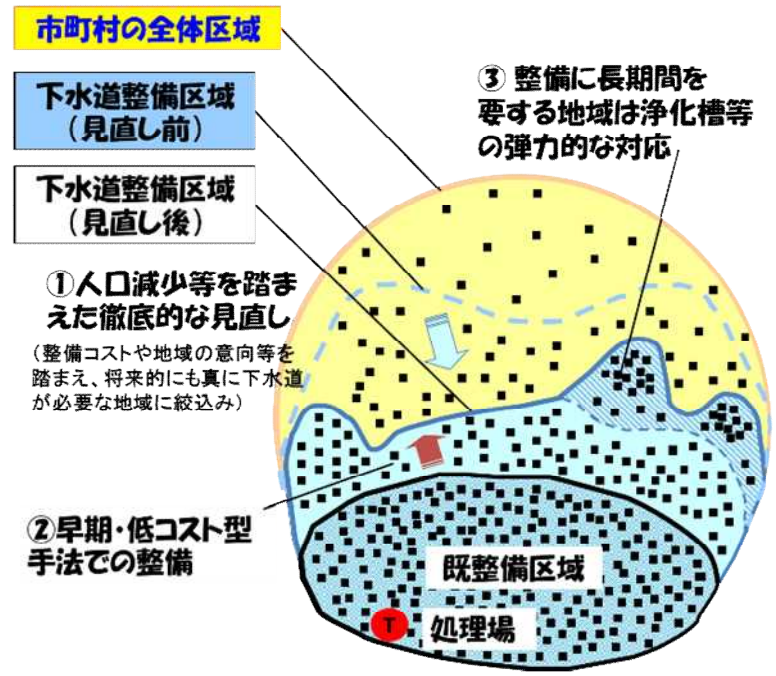 市町村の全体区域
下水道整備区域
（見直し前）
下水道整備区域
（見直し後）
③ 整備に長期間を
要する地域は浄化槽等
の弾力的な対応
①人口減少等を踏ま
えた徹底的な見直し
（整備コストや地域の意向等を
踏まえ、将来的にも真に下水道
が必要な地域に絞込み）
②早期・低コスト型
手法での整備
既整備区域
T
処理場